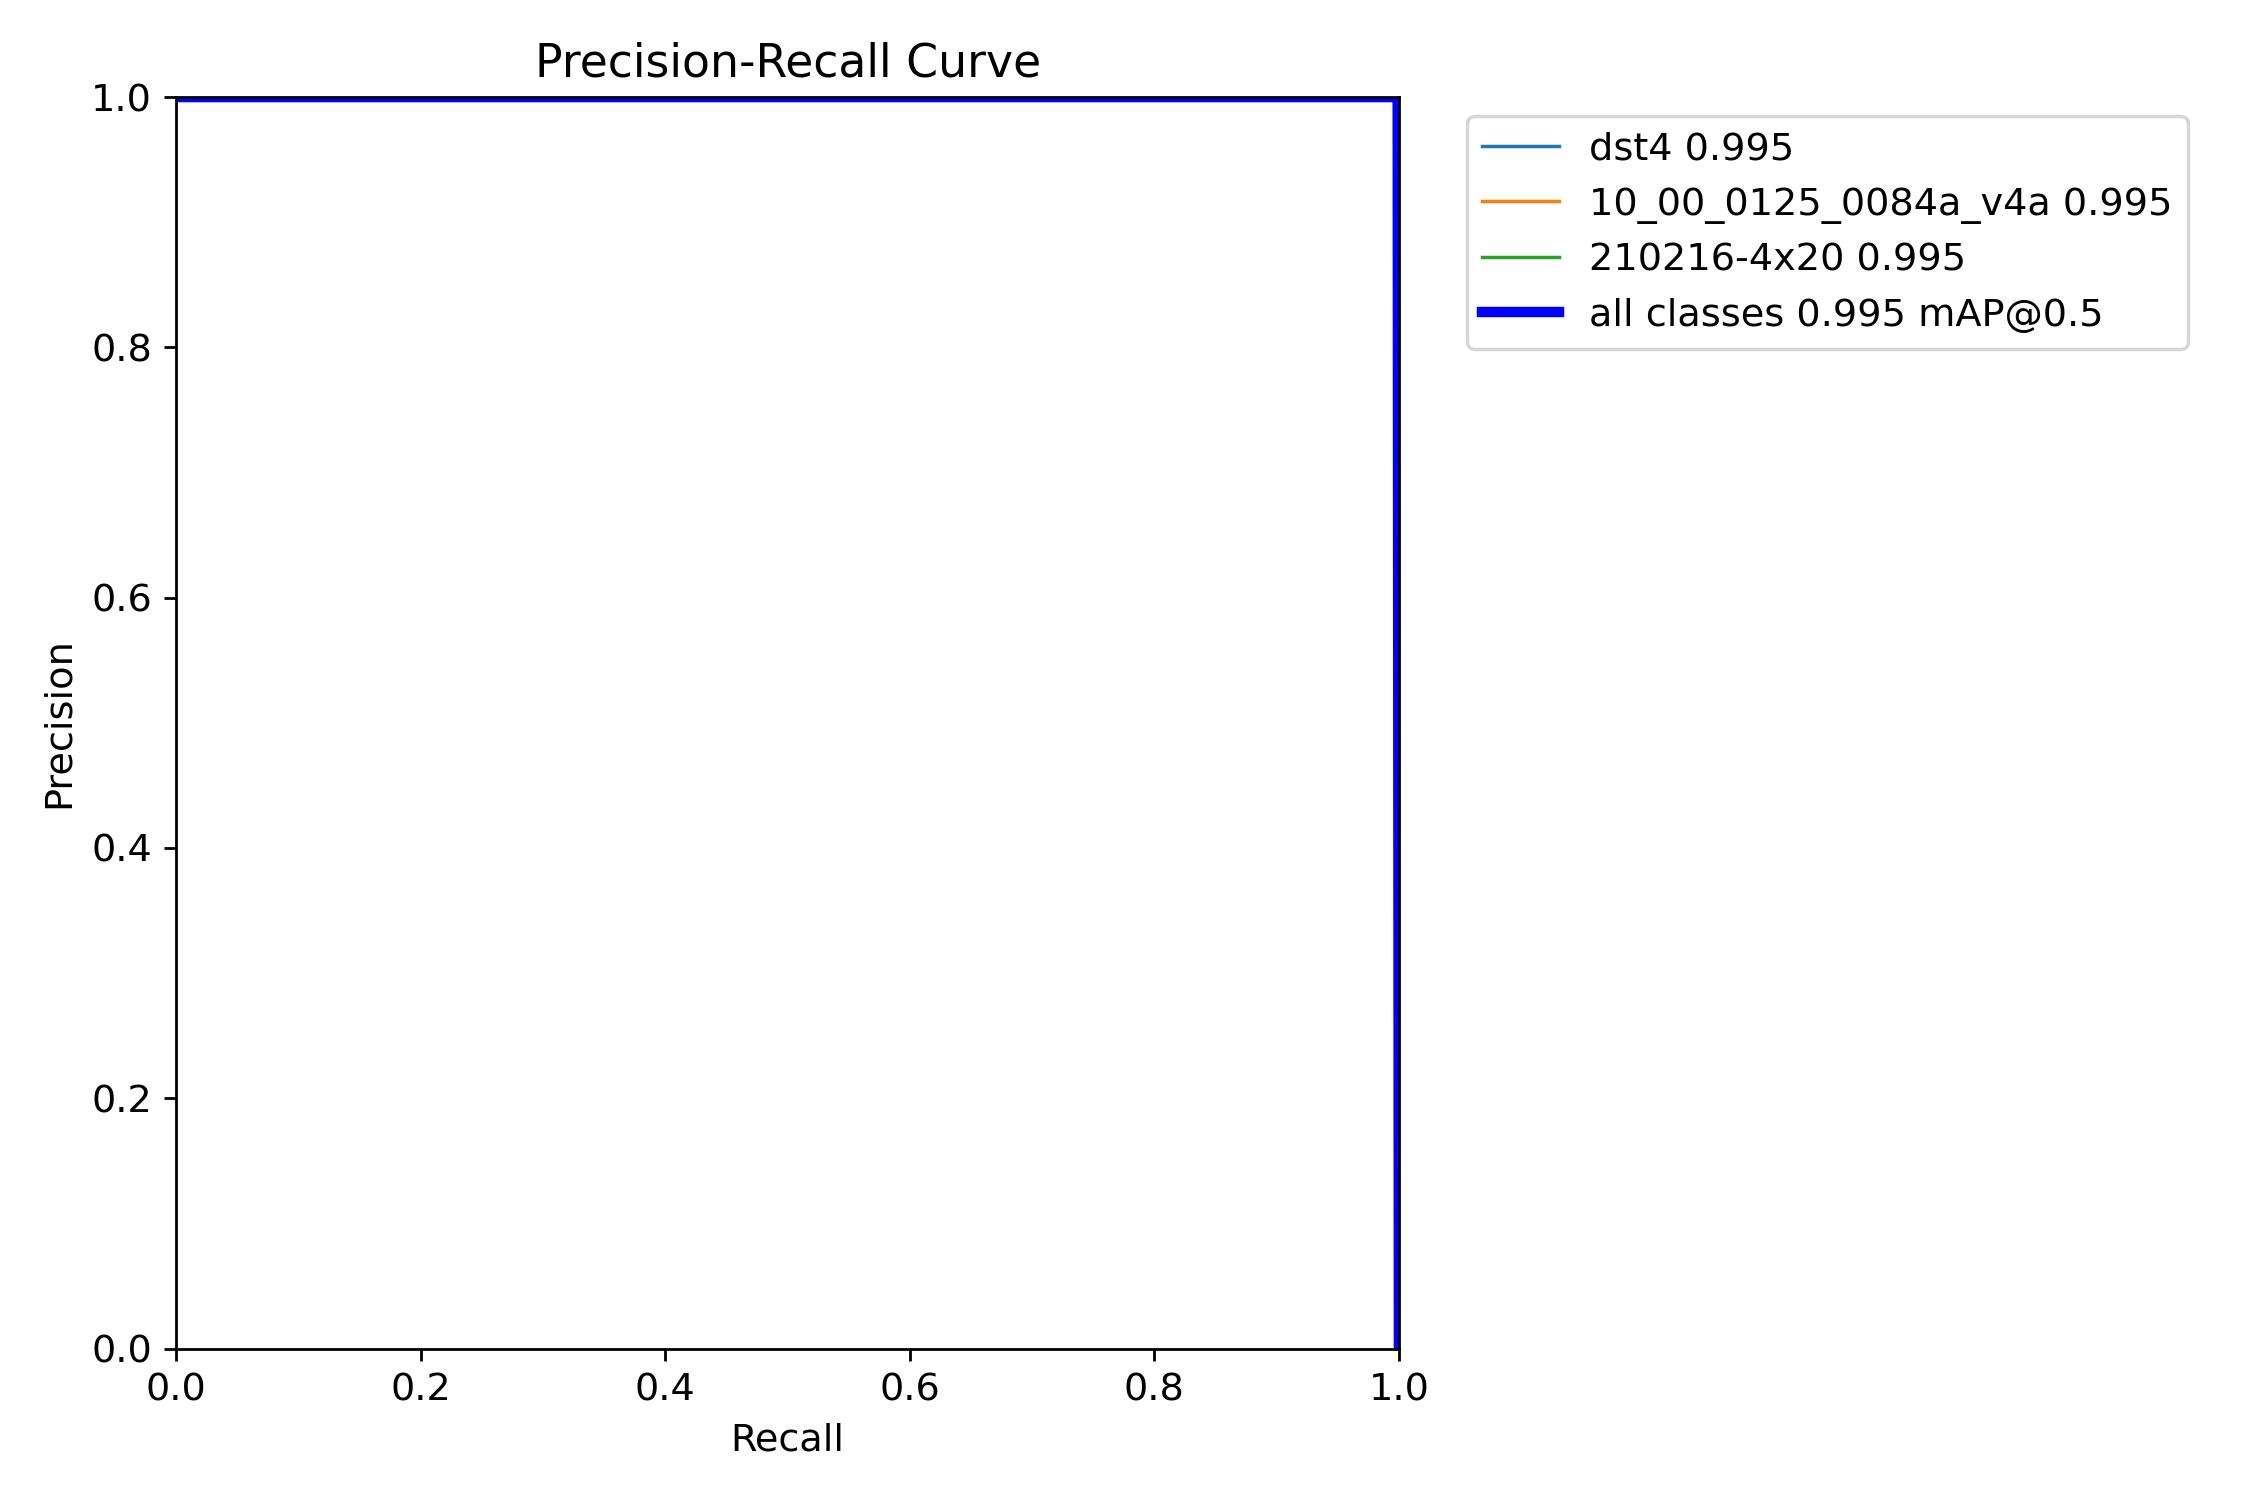 Precision-Recall Curve
1.0
0.8
0.6
0.4
0.2
0.0
Precision
0.0 0.2 0.4 0.6 0.8 1.0
Recall
dst4 0.995
10_00_0125_0084a_v4a 0.995
210216-4x20 0.995
all classes 0.995 mAP@0.5